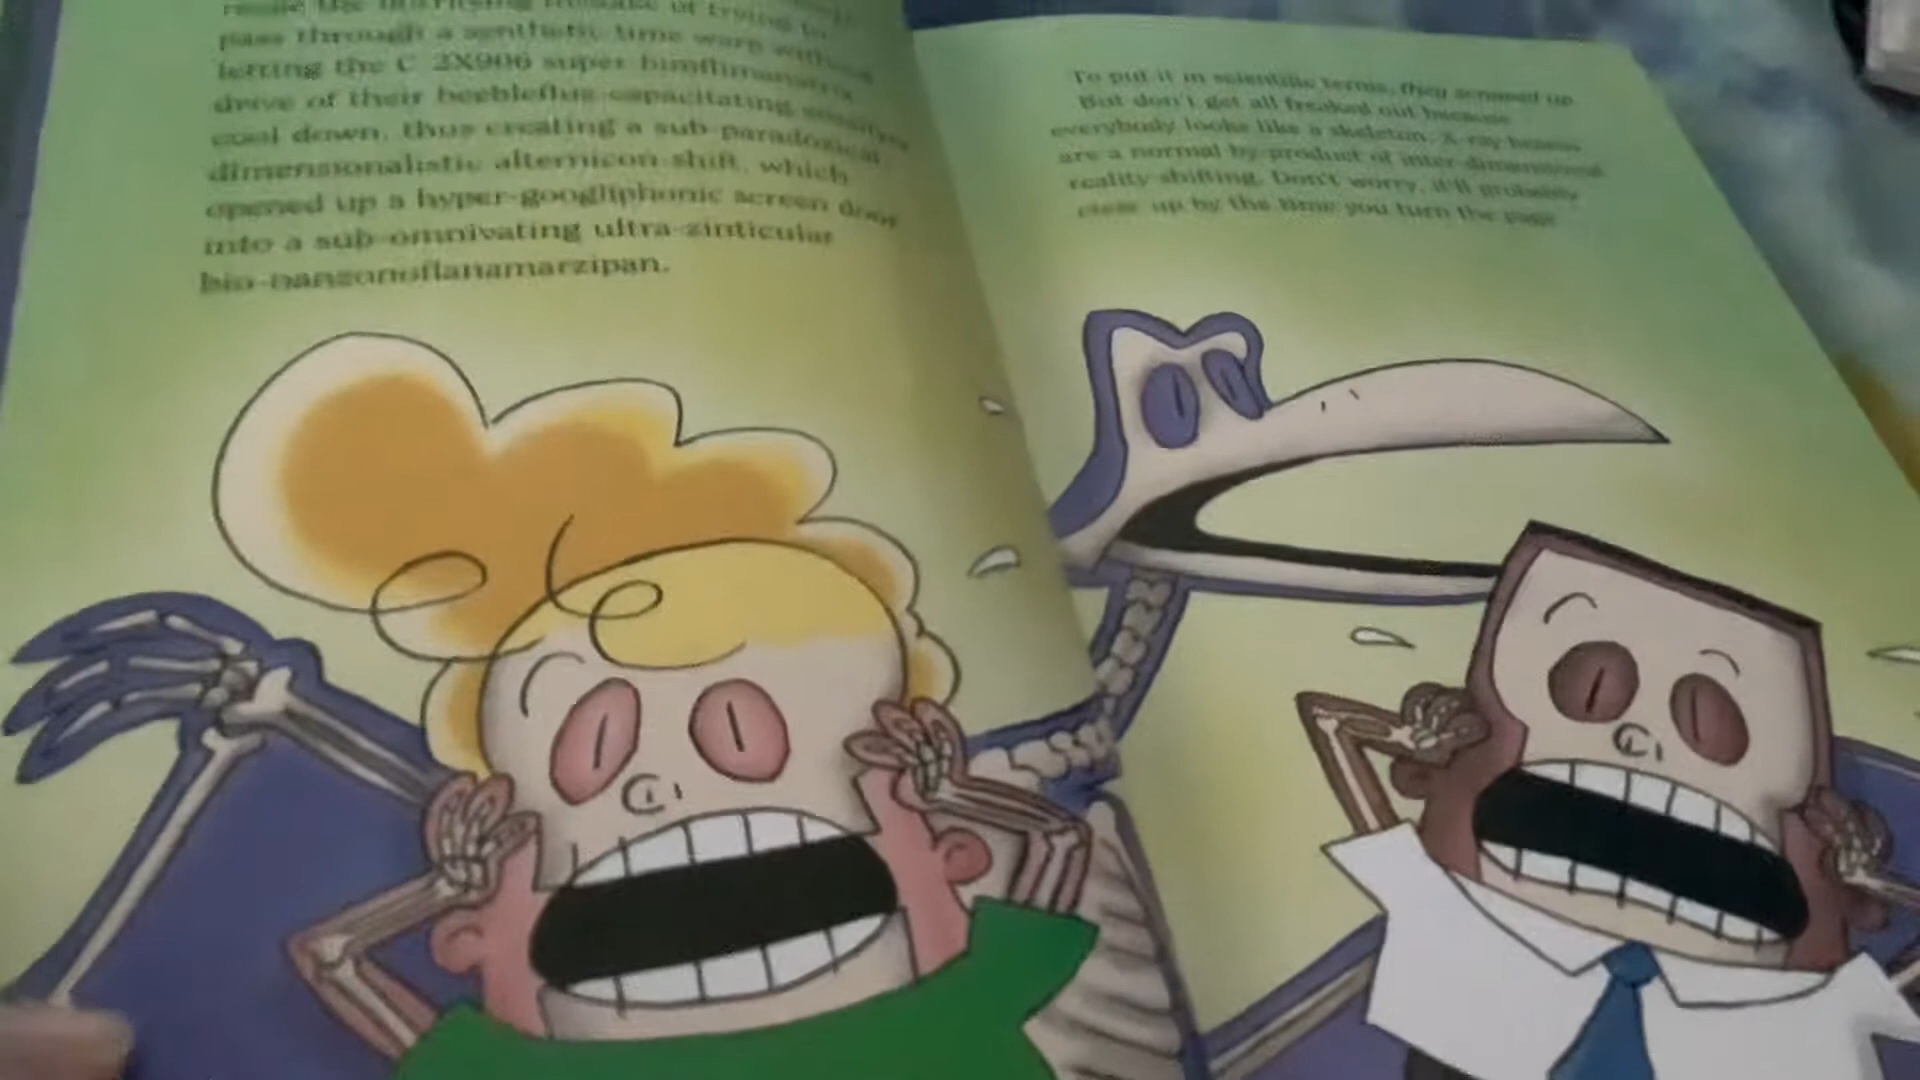 pass through a synthetic time warp without
letting the C-2X906 super bimflimanatrix
drive of their beebleflux-capacitating
cool down, thus creating a sub-paradoxical
dimensionalistic alternicon-shift, which
opened up a hyper-googliphonic screen door
into a sub-omnivating ultra-zinticular
bio-nanzonoflanamarzipan.
To put it in scientific terms, they screwed up.
But don't get all freaked out because
everybody looks like a skeleton. X-ray beams
are a normal by-product of inter-dimensional
reality-shifting. Don't worry, it'll probably
clear up by the time you turn the page.